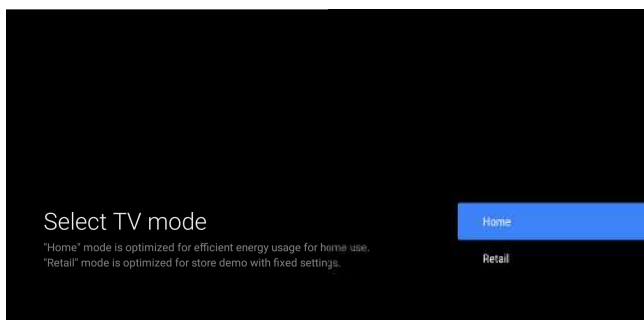 Select TV mode
"Home" mode is optimized for efficient energy usage for home use.
"Retail" mode is optimized for store demo with fixed settings.
Home
Retail